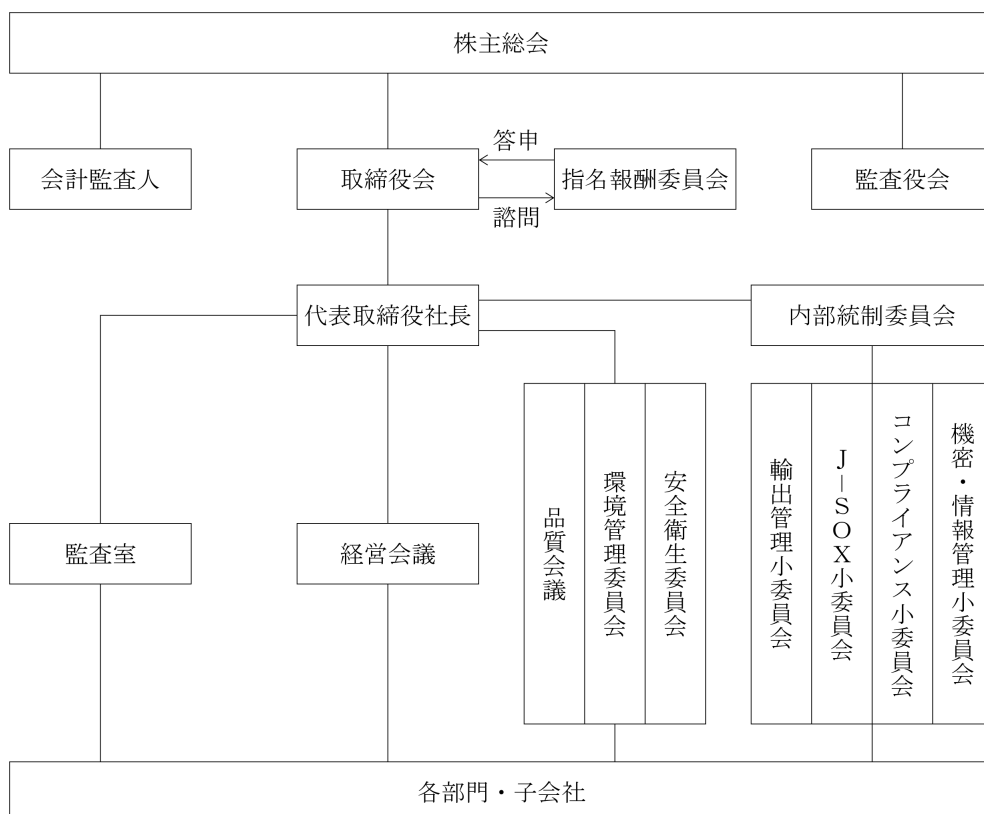 株主総会
会計監査人
取締役会
答申
諮問
指名報酬委員会
監査役会
代表取締役社長
内部統制委員会
監査室
経営会議
品質会議
環境管理委員会
安全衛生委員会
輸出管理小委員会
J－SOX小委員会
コンプライアンス小委員会
機密・情報管理小委員会
各部門・子会社